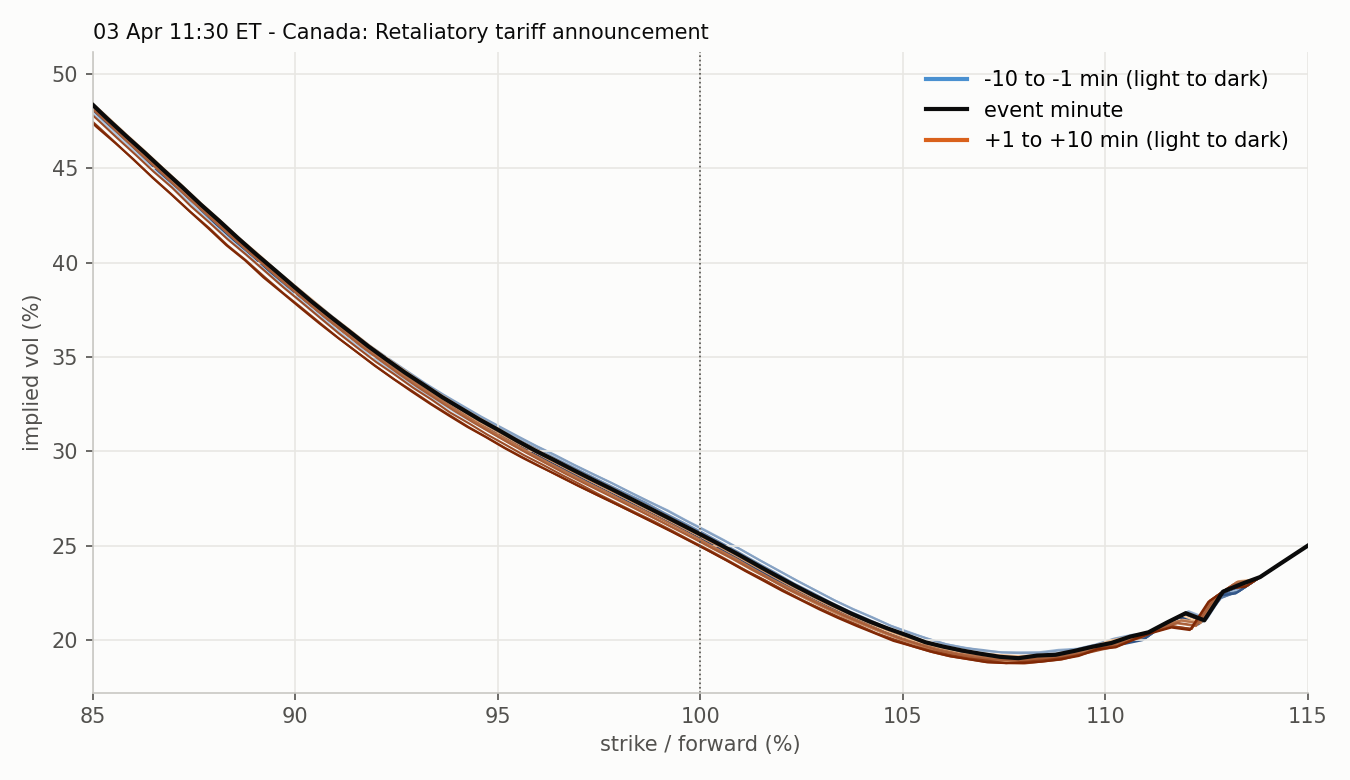 03 Apr 11:30 ET - Canada: Retaliatory tariff announcement
-10 to -1 min (light to dark)
event minute
+1 to +10 min (light to dark)
50
45
40
35
30
25
20
implied vol (%)
85 90 95 100 105 110 115
strike / forward (%)